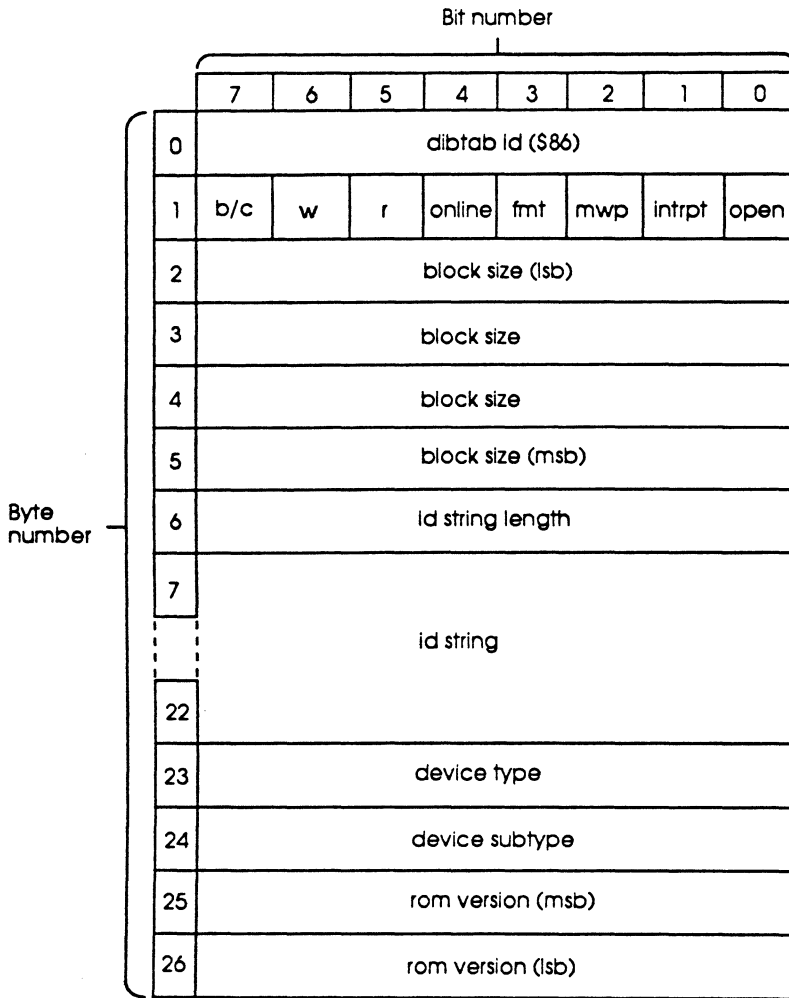 Bit number
7 6 5 4 3 2 1 0
0 dibtab id ($86)
1 b/c w r online fmt mwp intrpt open
2 block size (lsb)
3 block size
4 block size
5 block size (msb)
Byte
number
6 id string length
7
id string
22
23 device type
24 device subtype
25 rom version (msb)
26 rom version (lsb)